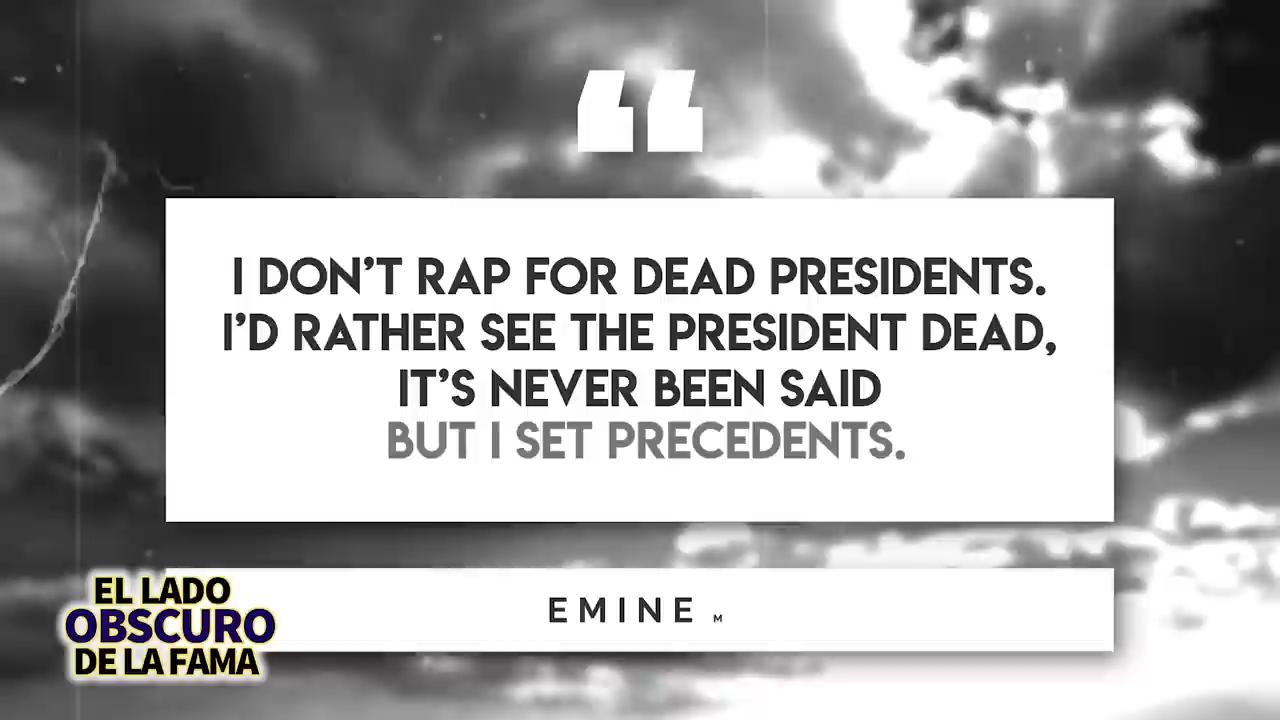 “
I DON’T RAP FOR DEAD PRESIDENTS.
I’D RATHER SEE THE PRESIDENT DEAD,
IT’S NEVER BEEN SAID
BUT I SET PRECEDENTS.
EMINE M
EL LADO
OBSCURO
DE LA FAMA